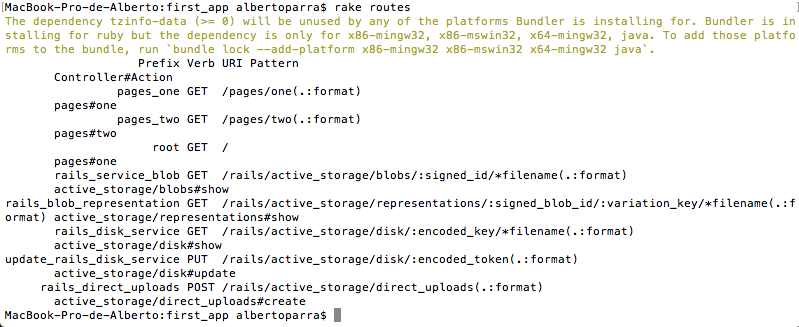 MacBook-Pro-de-Alberto:first_app albertoparra$ rake routes
The dependency tzinfo-data (>= 0) will be unused by any of the platforms Bundler is installing for. Bundler is in
stalling for ruby but the dependency is only for x86-mingw32, x86-mswin32, x64-mingw32, java. To add those platfo
rms to the bundle, run `bundle lock --add-platform x86-mingw32 x86-mswin32 x64-mingw32 java`.
Prefix Verb URI Pattern
Controller#Action
pages_one GET /pages/one(.:format)
pages#one
pages_two GET /pages/two(.:format)
pages#two
root GET /
pages#one
rails_service_blob GET /rails/active_storage/blobs/:signed_id/*filename(.:format)
active_storage/blobs#show
rails_blob_representation GET /rails/active_storage/representations/:signed_blob_id/:variation_key/*filename(.:f
ormat) active_storage/representations#show
rails_disk_service GET /rails/active_storage/disk/:encoded_key/*filename(.:format)
active_storage/disk#show
update_rails_disk_service PUT /rails/active_storage/disk/:encoded_token(.:format)
active_storage/disk#update
rails_direct_uploads POST /rails/active_storage/direct_uploads(.:format)
active_storage/direct_uploads#create
MacBook-Pro-de-Alberto:first_app albertoparra$